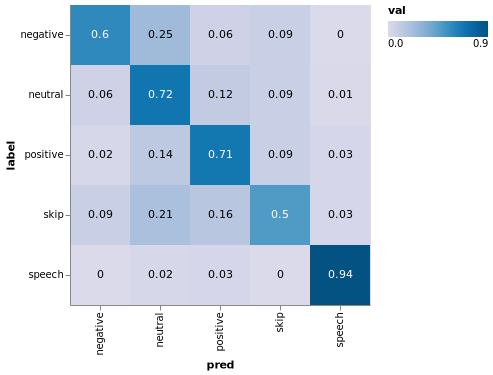 val
0.0 0.9
label
negative 0.6 0.25 0.06 0.09 0
neutral 0.06 0.72 0.12 0.09 0.01
positive 0.02 0.14 0.71 0.09 0.03
skip 0.09 0.21 0.16 0.5 0.03
speech 0 0.02 0.03 0 0.94
negative neutral positive skip speech
pred